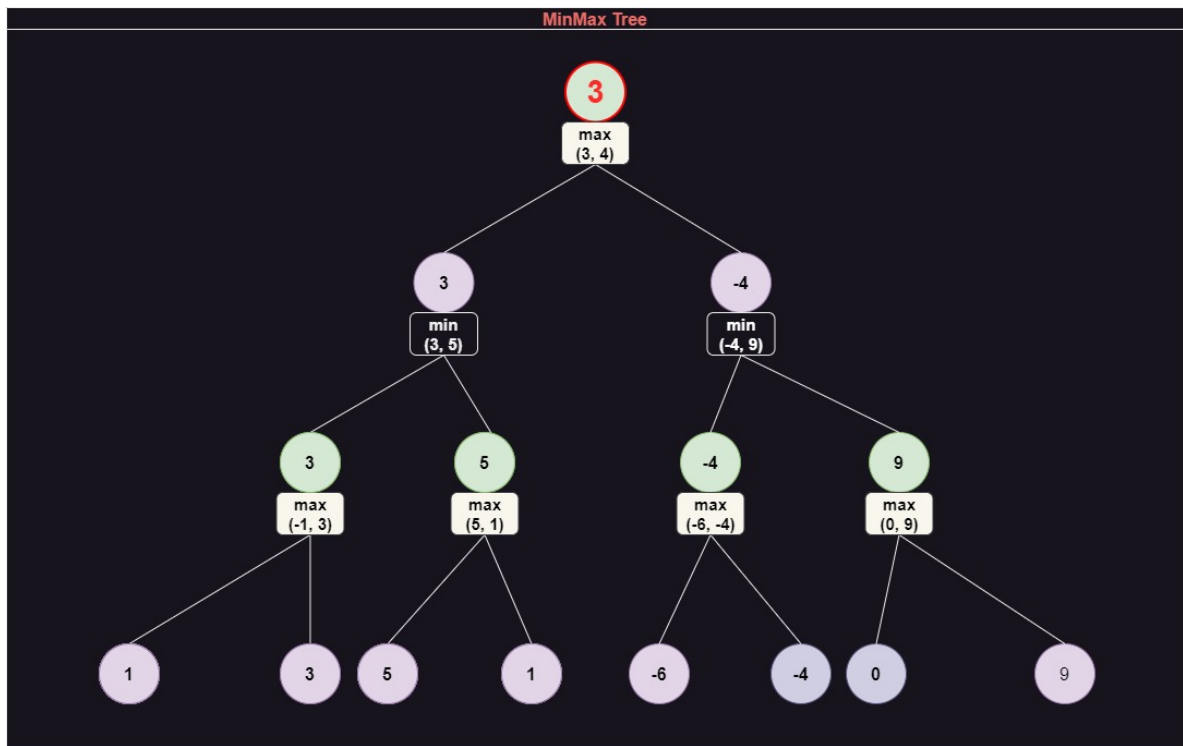 MinMax Tree
3
max
(3, 4)
3
-4
min
(3, 5)
min
(-4, 9)
3
5
-4
9
max
(-1, 3)
max
(5, 1)
max
(-6, -4)
max
(0, 9)
1
3
5
1
-6
-4
0
9